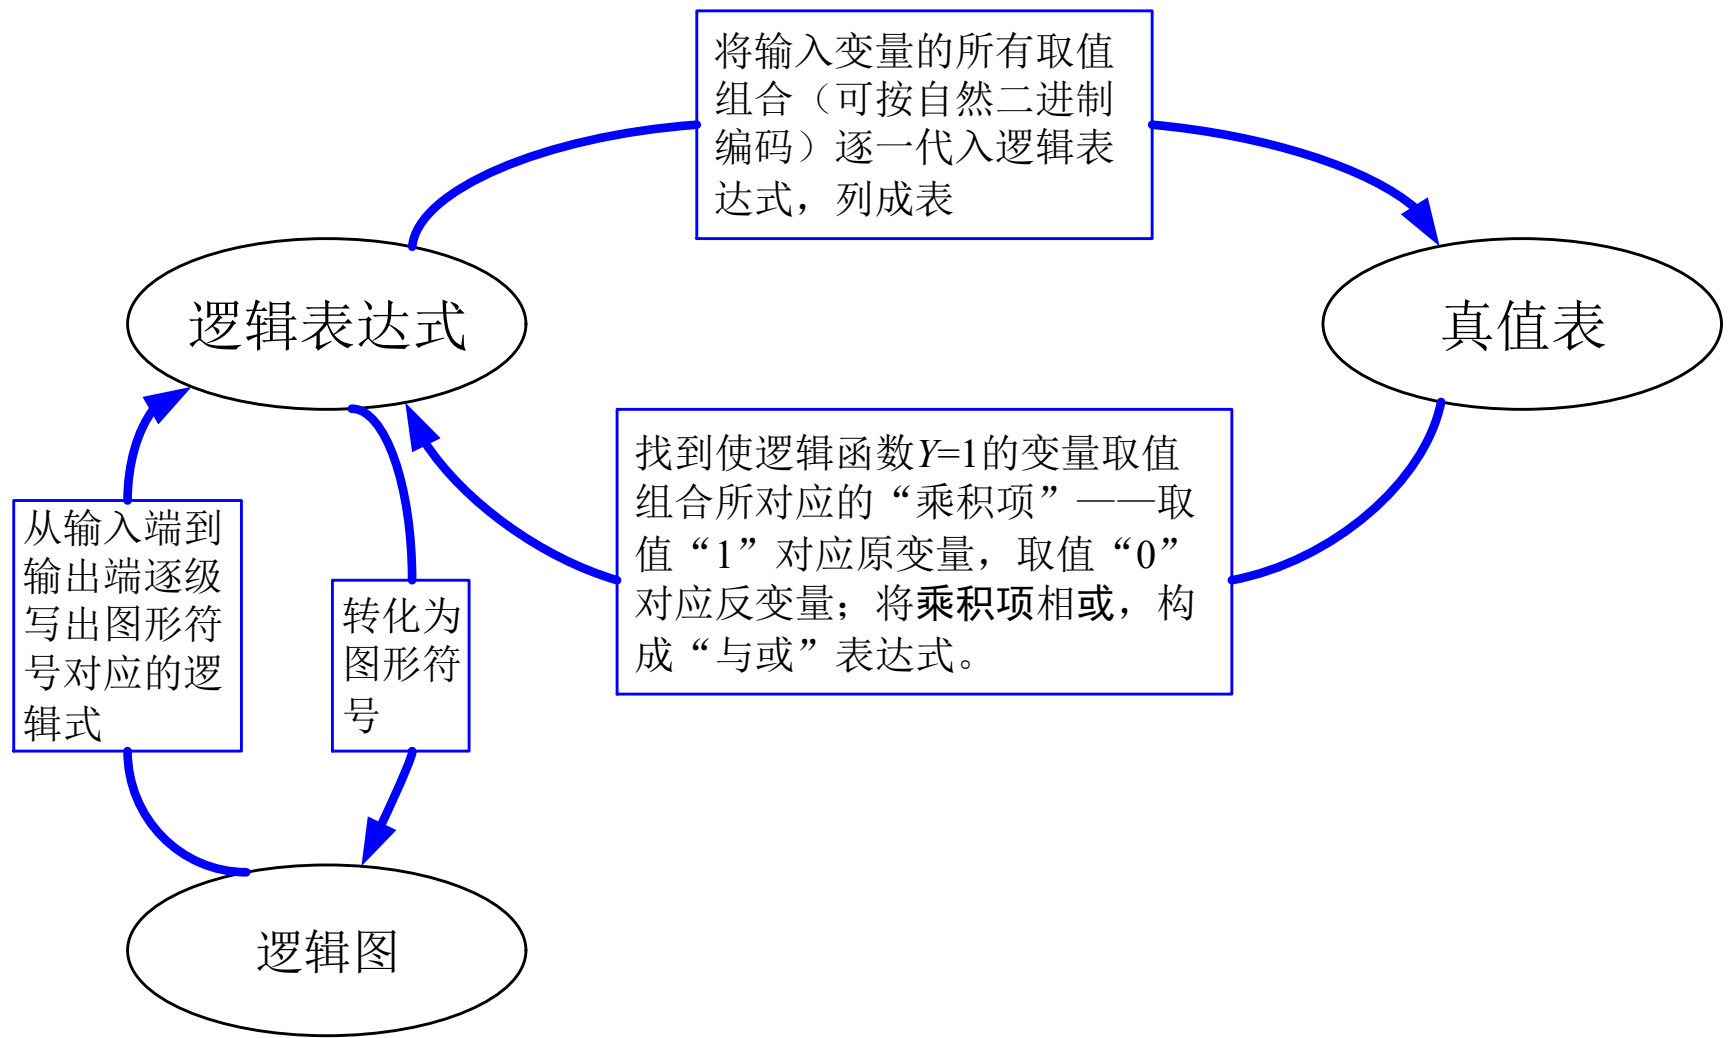 将输入变量的所有取值
组合（可按自然二进制
编码）逐一代入逻辑表
达式，列成表
逻辑表达式
真值表
找到使逻辑函数Y=1的变量取值
组合所对应的“乘积项”——取
值“1”对应原变量，取值“0”
对应反变量；将乘积项相或，构
成“与或”表达式。
从输入端到
输出端逐级
写出图形符
号对应的逻
辑式
转化为
图形符
号
逻辑图